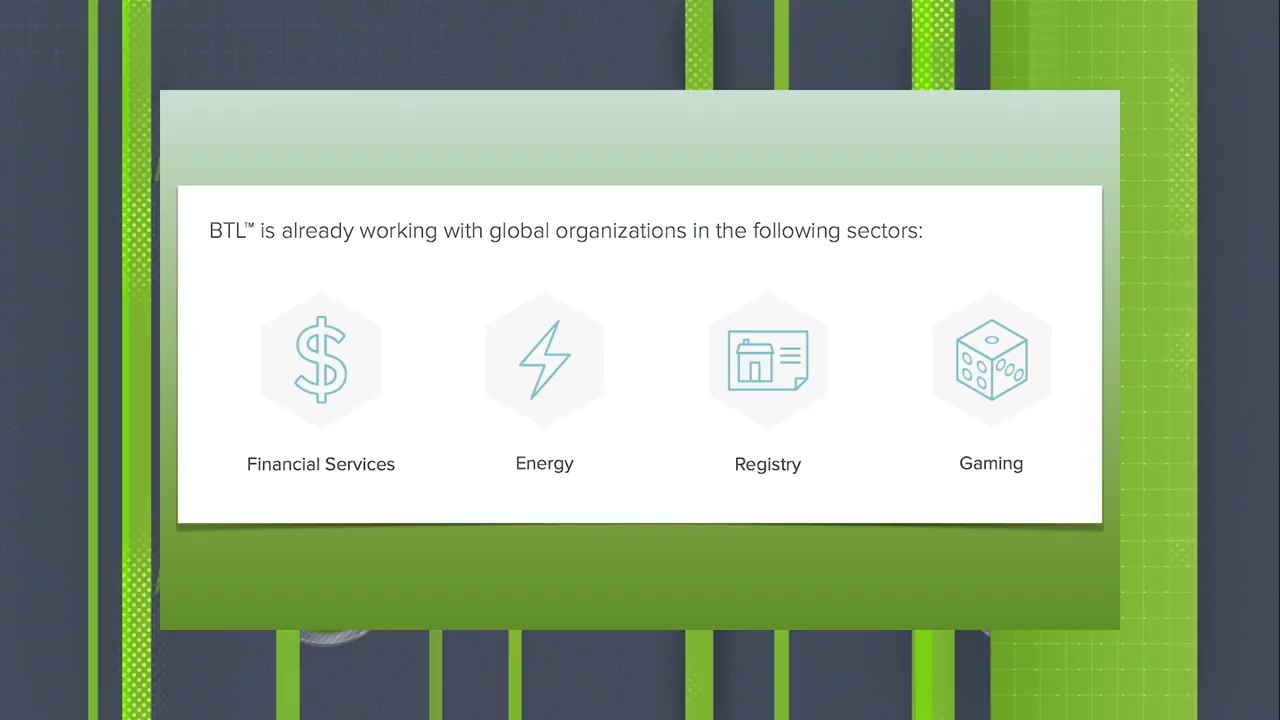 BTL™ is already working with global organizations in the following sectors:
Financial Services
Energy
Registry
Gaming